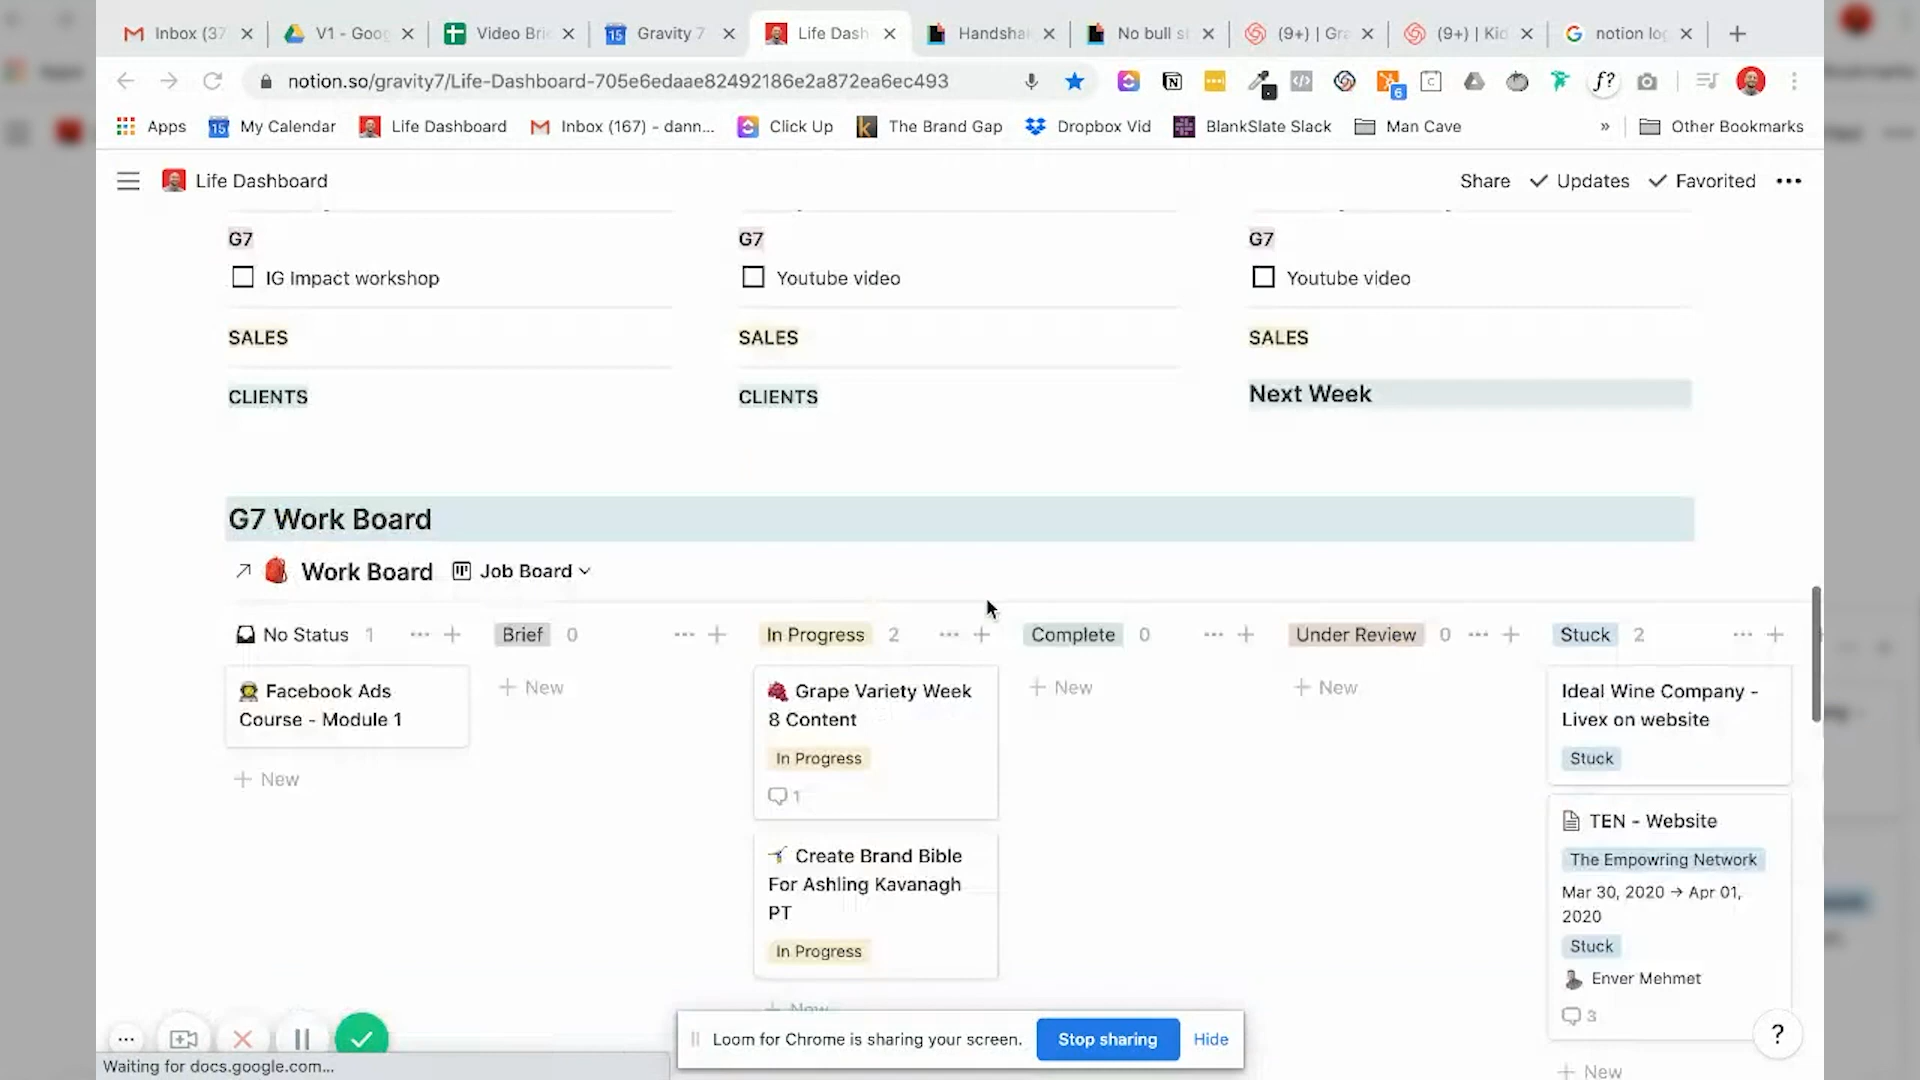 Inbox (37
V1 - Goog
Video Brie
Gravity 7
Life Dash
Handsha
No bull s
(9+) | Gra
(9+) | Kic
notion lo
notion.so/gravity7/Life-Dashboard-705e6edaae82492186e2a872ea6ec493
6
Apps
My Calendar
Life Dashboard
Inbox (167) - dann...
Click Up
The Brand Gap
Dropbox Vid
BlankSlate Slack
Man Cave
»
Other Bookmarks
Life Dashboard
Share
Updates
Favorited
G7
G7
G7
IG Impact workshop
Youtube video
Youtube video
SALES
SALES
SALES
CLIENTS
CLIENTS
Next Week
G7 Work Board
Work Board
Job Board
No Status 1
Brief 0
In Progress 2
Complete 0
Under Review 0
Stuck 2
Facebook Ads
Course - Module 1
+ New
+ New
Grape Variety Week
8 Content
In Progress
1
Create Brand Bible
For Ashling Kavanagh
PT
In Progress
+ New
+ New
+ New
Ideal Wine Company -
Livex on website
Stuck
TEN - Website
The Empowring Network
Mar 30, 2020 → Apr 01,
2020
Stuck
Enver Mehmet
3
+ New
Loom for Chrome is sharing your screen.
Stop sharing
Hide
?
Waiting for docs.google.com...